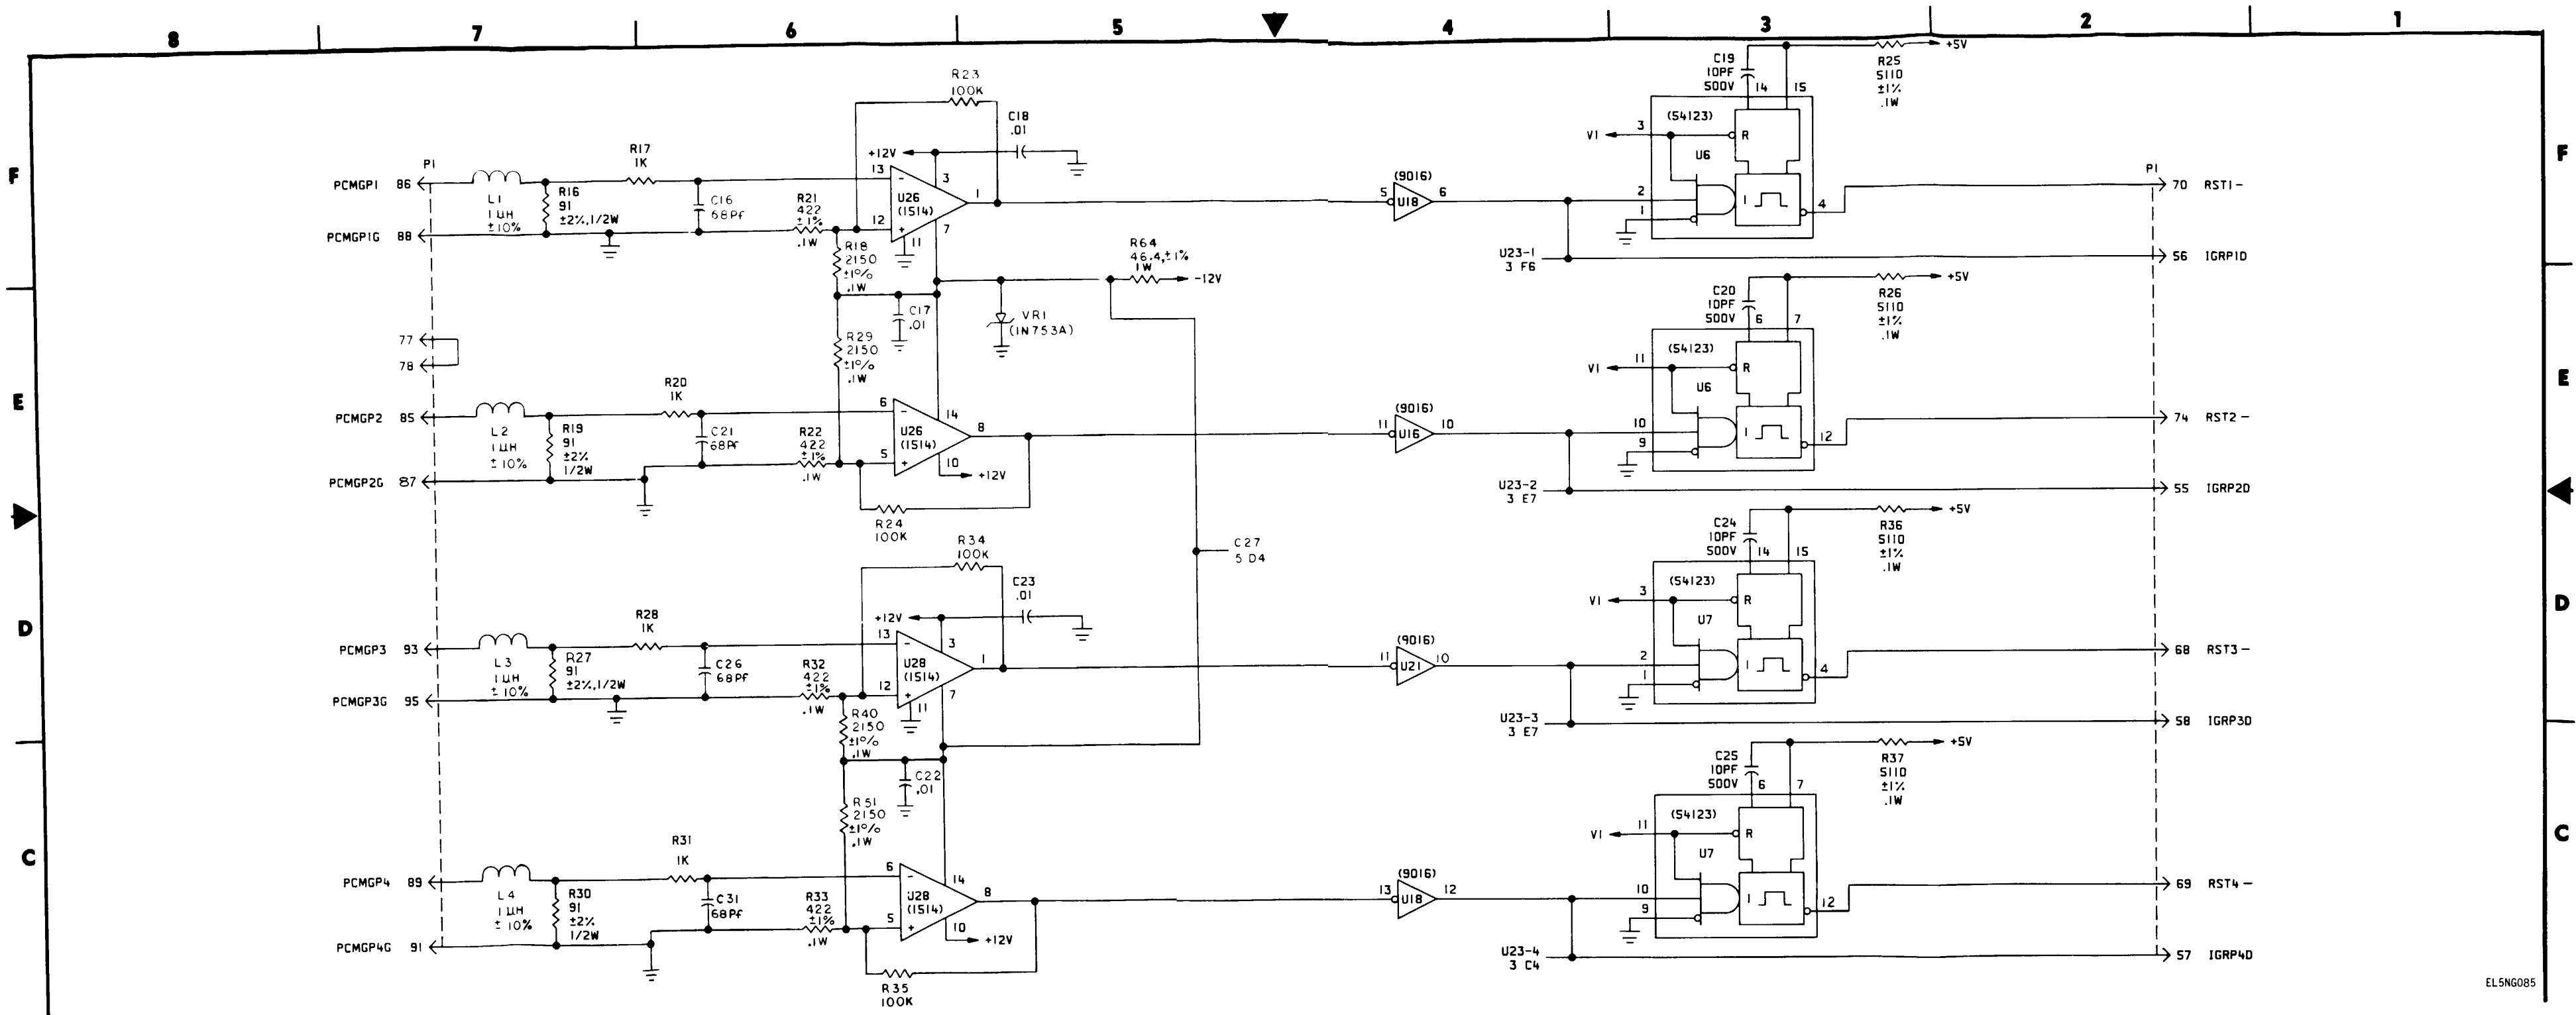 8 7 6 5 4 3 2 1
F
E
D
C
F
E
D
C
P1
PCMGP1 86
L1
1 µH
±10%
R16
91
±2%,1/2W
R17
1K
C16
68Pf
PCMGP1G 88
R21
422
±1%
.1W
R23
100K
C18
.01
+12V
13
-
3
U26
(1514)
1
12
+
11
7
R18
2150
±1%
.1W
R64
46.4,±1%
1W
-12V
C17
.01
VR1
(1N753A)
R29
2150
±1%
.1W
77
78
PCMGP2 85
L2
1 µH
±10%
R19
91
±2%
1/2W
R20
1K
C21
68Pf
PCMGP2G 87
R22
422
±1%
.1W
6
-
14
U26
(1514)
8
5
+
10
+12V
R24
100K
C27
5 D4
PCMGP3 93
L3
1 µH
±10%
R27
91
±2%,1/2W
R28
1K
C26
68Pf
PCMGP3G 95
R32
422
±1%
.1W
R34
100K
C23
.01
+12V
13
-
3
U28
(1514)
1
12
+
11
7
R40
2150
±1%
.1W
C22
.01
R51
2150
±1%
.1W
PCMGP4 89
L4
1 µH
±10%
R30
91
±2%
1/2W
R31
1K
C31
68Pf
PCMGP4G 91
R33
422
±1%
.1W
6
-
14
U28
(1514)
8
5
+
10
+12V
R35
100K
(9016)
5 U18 6
U23-1
3 F6
C19
10PF
500V
14 15
R25
5110
±1%
.1W
+5V
(54123)
V1 3 R
U6
2
1
1
4
P1
70 RST1-
56 IGRP1D
(9016)
11 U16 10
U23-2
3 E7
C20
10PF
500V
6 7
R26
5110
±1%
.1W
+5V
(54123)
V1 11 R
U6
10
9
1
12
74 RST2-
55 IGRP2D
(9016)
11 U21 10
U23-3
3 E7
C24
10PF
500V
14 15
R36
5110
±1%
.1W
+5V
(54123)
V1 3 R
U7
2
1
1
4
68 RST3-
58 IGRP3D
(9016)
13 U18 12
U23-4
3 C4
C25
10PF
500V
6 7
R37
5110
±1%
.1W
+5V
(54123)
V1 11 R
U7
10
9
1
12
69 RST4-
57 IGRP4D
EL5NG085